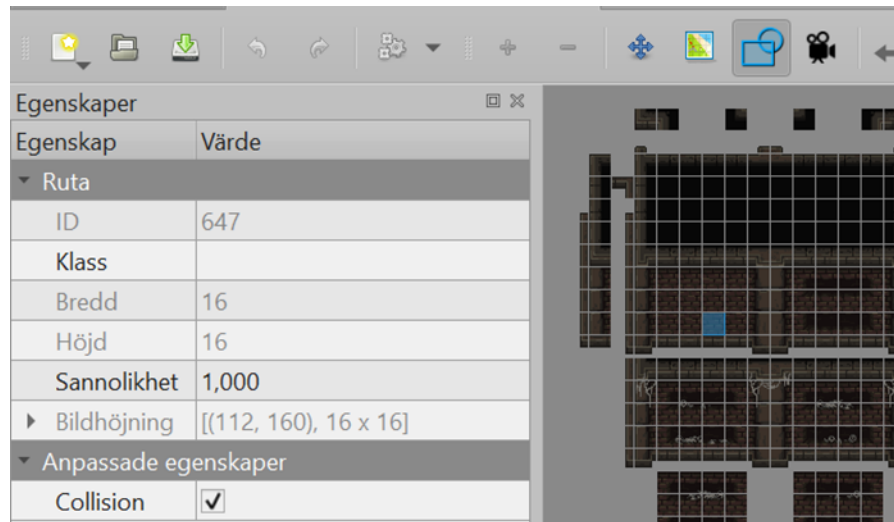 Egenskaper
Egenskap Värde
Ruta
ID 647
Klass
Bredd 16
Höjd 16
Sannolikhet 1,000
Bildhöjning [(112, 160), 16 x 16]
Anpassade egenskaper
Collision